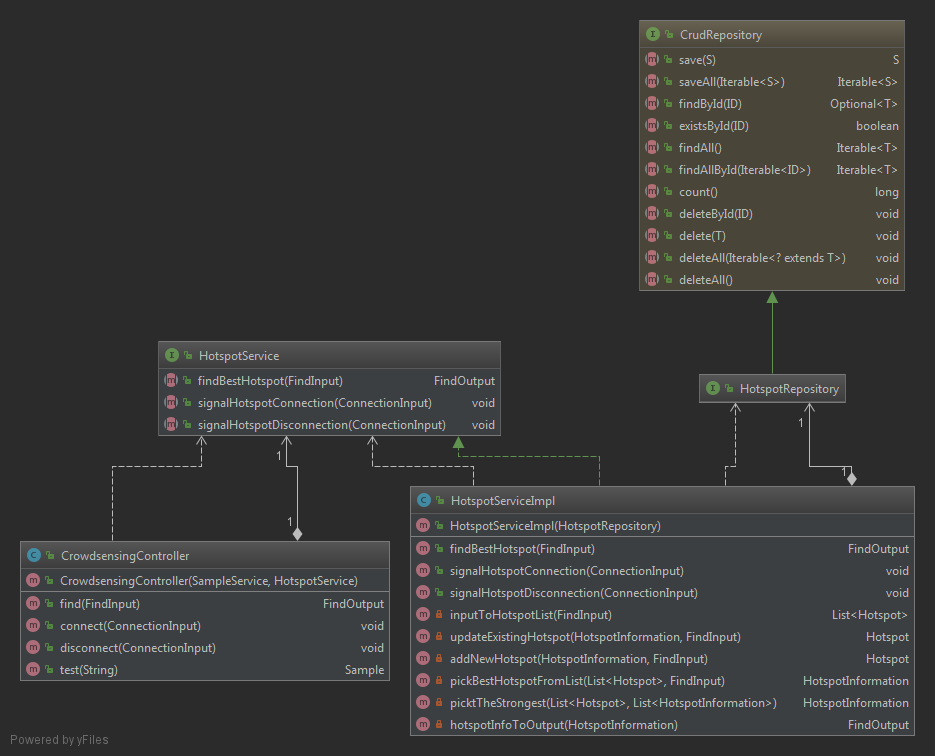 CrudRepository
save(S) S
saveAll(Iterable<S>) Iterable<S>
findById(ID) Optional<T>
existsById(ID) boolean
findAll() Iterable<T>
findAllById(Iterable<ID>) Iterable<T>
count() long
deleteById(ID) void
delete(T) void
deleteAll(Iterable<? extends T>) void
deleteAll() void
HotspotService
findBestHotspot(FindInput) FindOutput
signalHotspotConnection(ConnectionInput) void
signalHotspotDisconnection(ConnectionInput) void
HotspotRepository
1
1
1
1
HotspotServiceImpl
HotspotServiceImpl(HotspotRepository)
findBestHotspot(FindInput) FindOutput
signalHotspotConnection(ConnectionInput) void
signalHotspotDisconnection(ConnectionInput) void
inputToHotspotList(FindInput) List<Hotspot>
updateExistingHotspot(HotspotInformation, FindInput) Hotspot
addNewHotspot(HotspotInformation, FindInput) Hotspot
pickBestHotspotFromList(List<Hotspot>, FindInput) HotspotInformation
picktTheStrongest(List<Hotspot>, List<HotspotInformation>) HotspotInformation
hotspotInfoToOutput(HotspotInformation) FindOutput
CrowdsensingController
CrowdsensingController(SampleService, HotspotService)
find(FindInput) FindOutput
connect(ConnectionInput) void
disconnect(ConnectionInput) void
test(String) Sample
Powered by yFiles